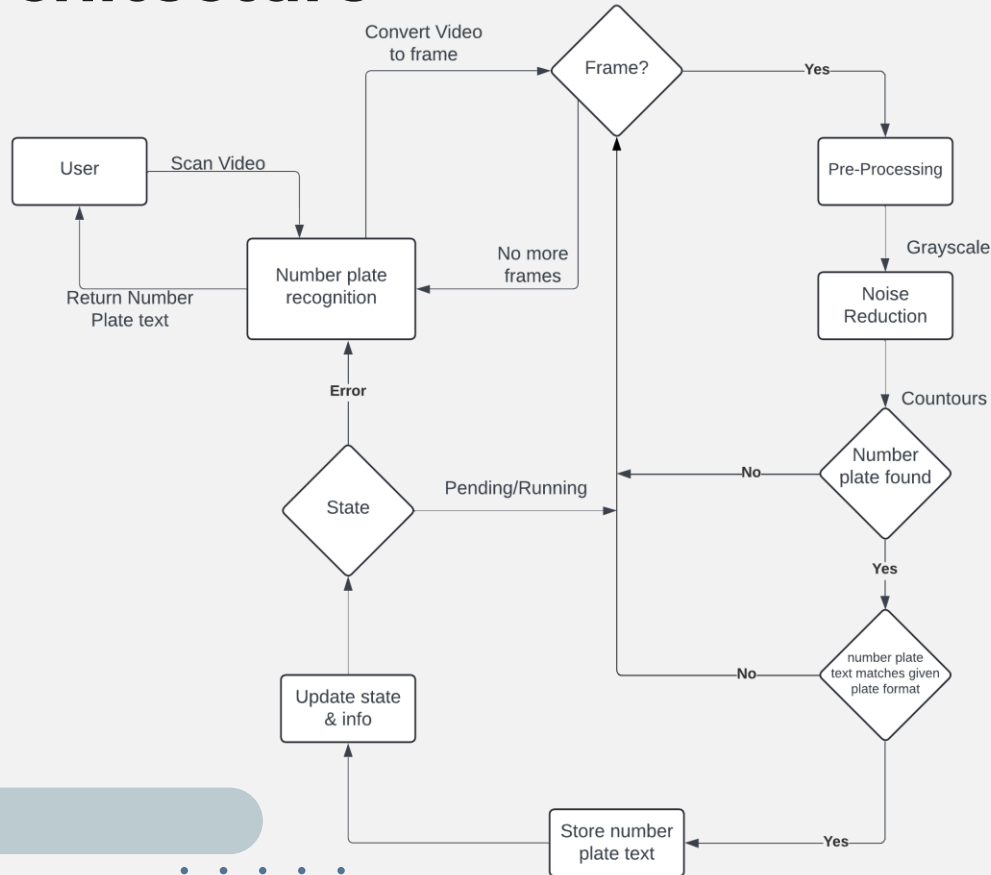 Convert Video
to frame
Frame?
Yes
User
Scan Video
Pre-Processing
Number plate
recognition
No more
frames
Grayscale
Return Number
Plate text
Noise
Reduction
Error
Countours
Number
plate found
No
State
Pending/Running
Yes
number plate
text matches given
plate format
No
Update state
& info
Store number
plate text
Yes